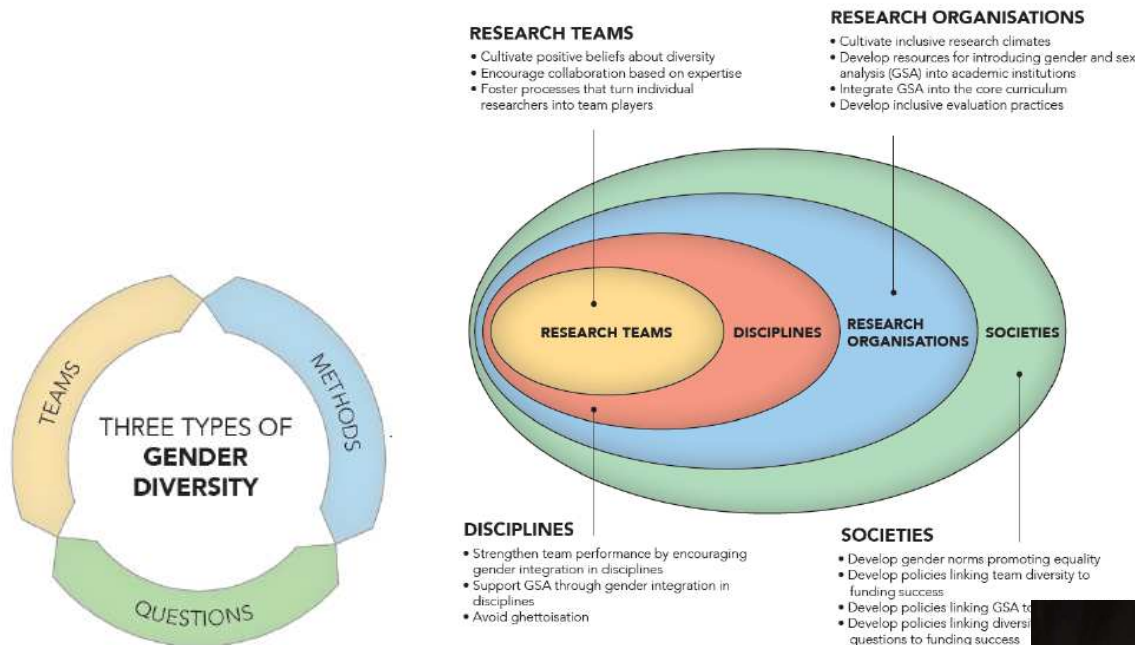 TEAMS
METHODS
QUESTIONS
THREE TYPES OF
GENDER
DIVERSITY
RESEARCH TEAMS
• Cultivate positive beliefs about diversity
• Encourage collaboration based on expertise
• Foster processes that turn individual
researchers into team players
RESEARCH ORGANISATIONS
• Cultivate inclusive research climates
• Develop resources for introducing gender and sex
analysis (GSA) into academic institutions
• Integrate GSA into the core curriculum
• Develop inclusive evaluation practices
RESEARCH TEAMS
DISCIPLINES
RESEARCH
ORGANISATIONS
SOCIETIES
DISCIPLINES
• Strengthen team performance by encouraging
gender integration in disciplines
• Support GSA through gender integration in
disciplines
• Avoid ghettoisation
SOCIETIES
• Develop gender norms promoting equality
• Develop policies linking team diversity to
funding success
• Develop policies linking GSA
• Develop policies linking
questions to funding success